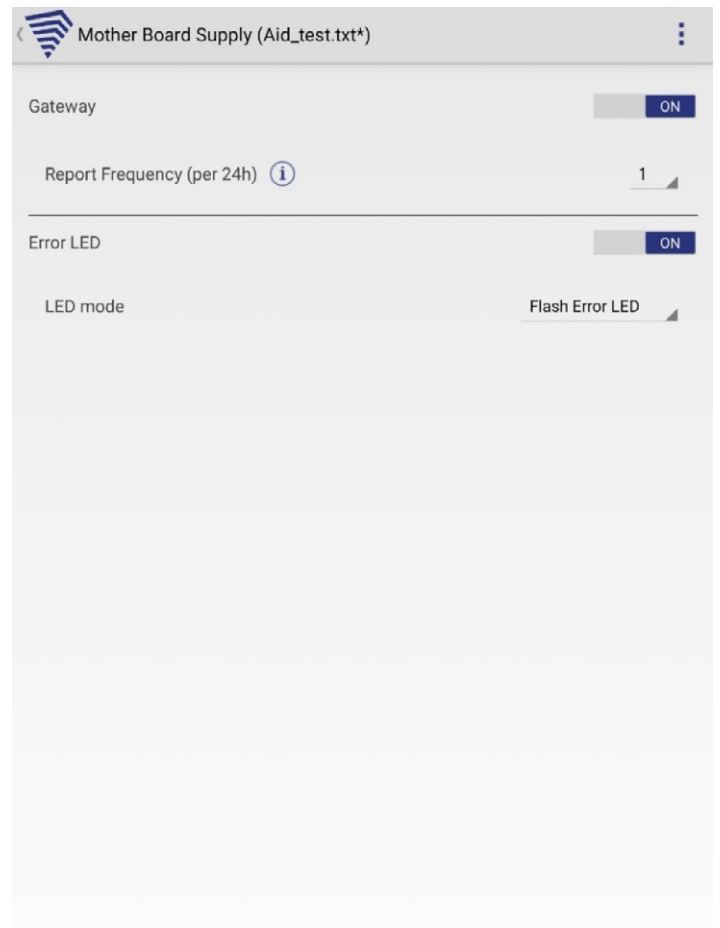 Mother Board Supply (Aid_test.txt*)
Gateway ON
Report Frequency (per 24h) i 1
Error LED ON
LED mode Flash Error LED